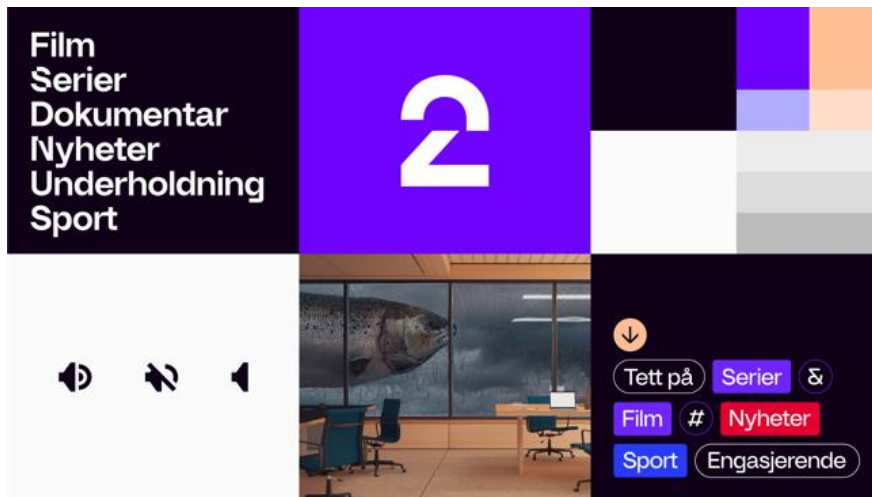 Film
Serier
Dokumentar
Nyheter
Underholdning
Sport
2
Tett på Serier &
Film # Nyheter
Sport Engasjerende